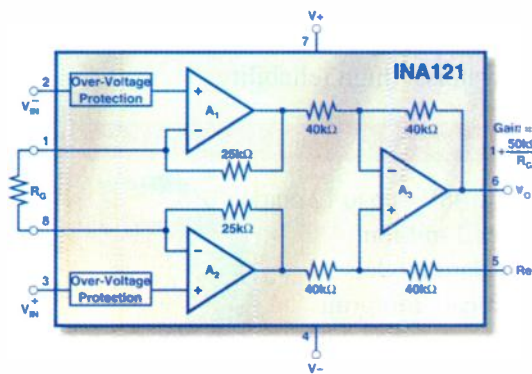 V+
7
INA121
2
Over-Voltage
Protection
V⁻IN
+
A1
−
40kΩ
40kΩ
Gain =
1
25kΩ
1+
50kΩ
RG
RG
−
A3
+
6
VO
8
25kΩ
−
A2
+
5
Re
3
Over-Voltage
Protection
V⁺IN
40kΩ
40kΩ
4
V−